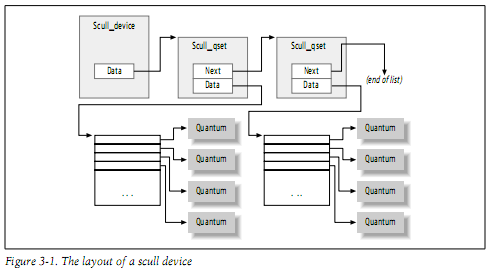 Scull_device
Scull_qset
Scull_qset
Data
Next
Data
Next
Data
(end of list)
Quantum
Quantum
Quantum
Quantum
Quantum
Quantum
. . .
. . .
Quantum
Quantum
Figure 3-1. The layout of a scull device